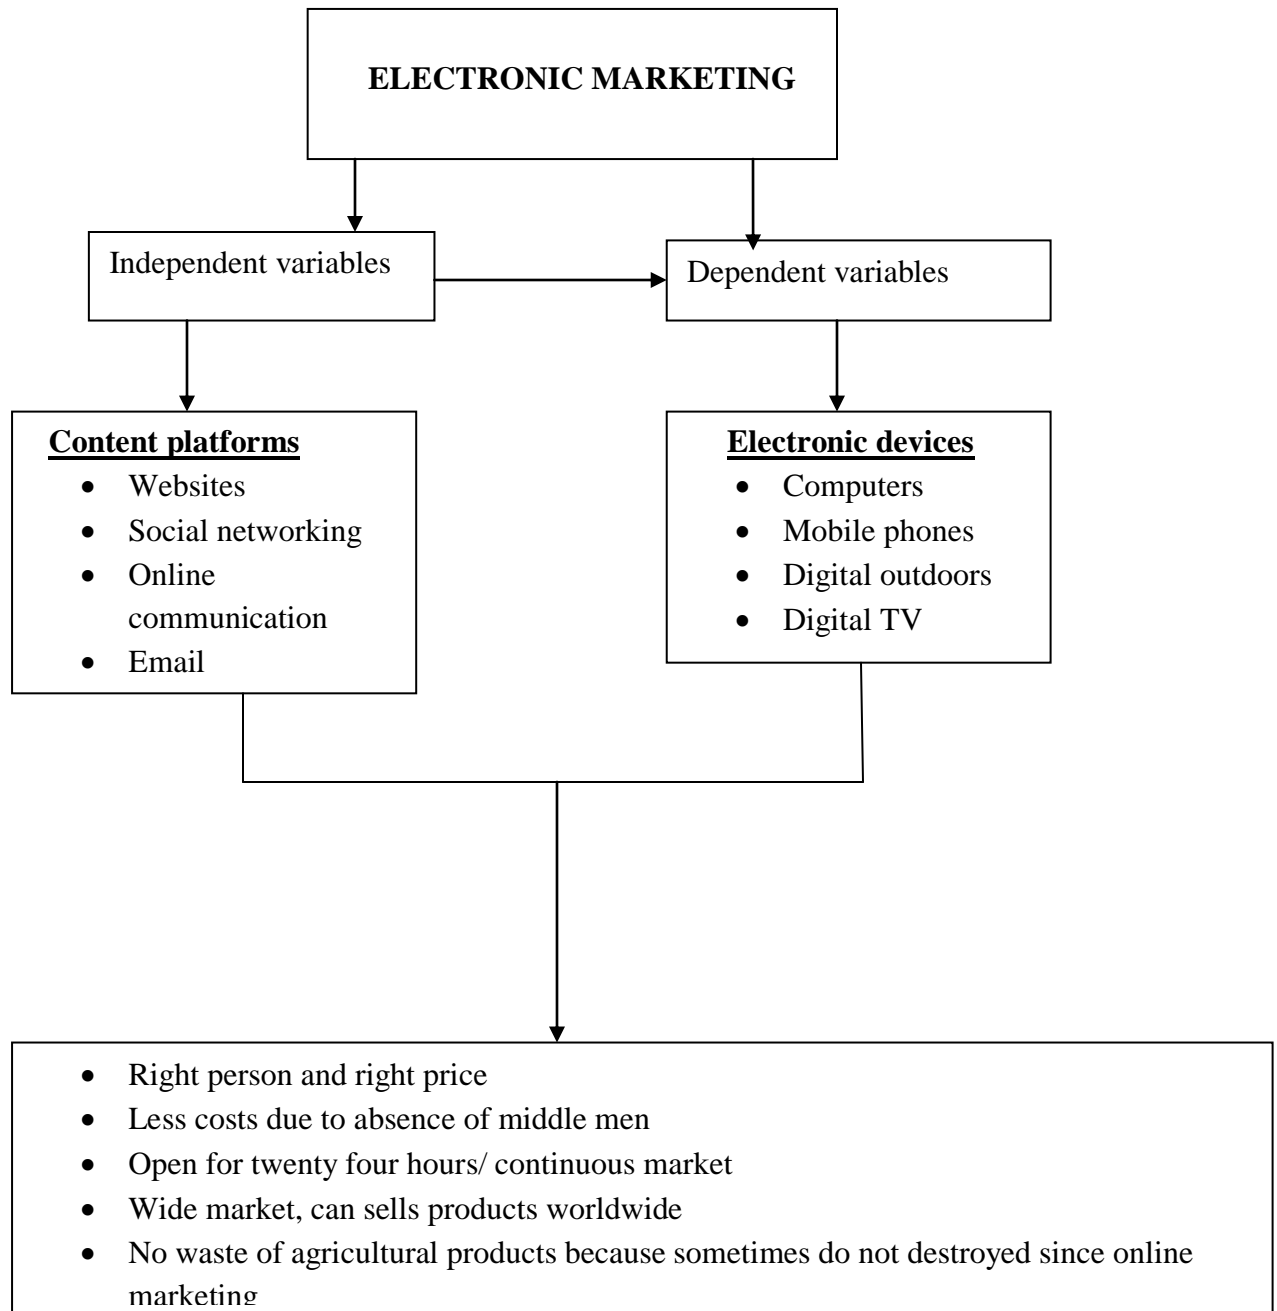 ELECTRONIC MARKETING
Independent variables
Dependent variables
Content platforms
• Websites
• Social networking
• Online
communication
• Email
Electronic devices
• Computers
• Mobile phones
• Digital outdoors
• Digital TV
• Right person and right price
• Less costs due to absence of middle men
• Open for twenty four hours/ continuous market
• Wide market, can sells products worldwide
• No waste of agricultural products because sometimes do not destroyed since online
marketing